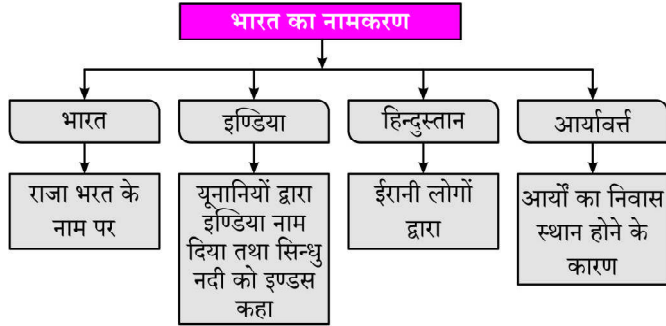 भारत का नामकरण
भारत
इण्डिया
हिन्दुस्तान
आर्यावर्त्त
राजा भरत के
नाम पर
यूनानियों द्वारा
इण्डिया नाम
दिया तथा सिन्धु
नदी को इण्डस
कहा
ईरानी लोगों
द्वारा
आर्यों का निवास
स्थान होने के
कारण